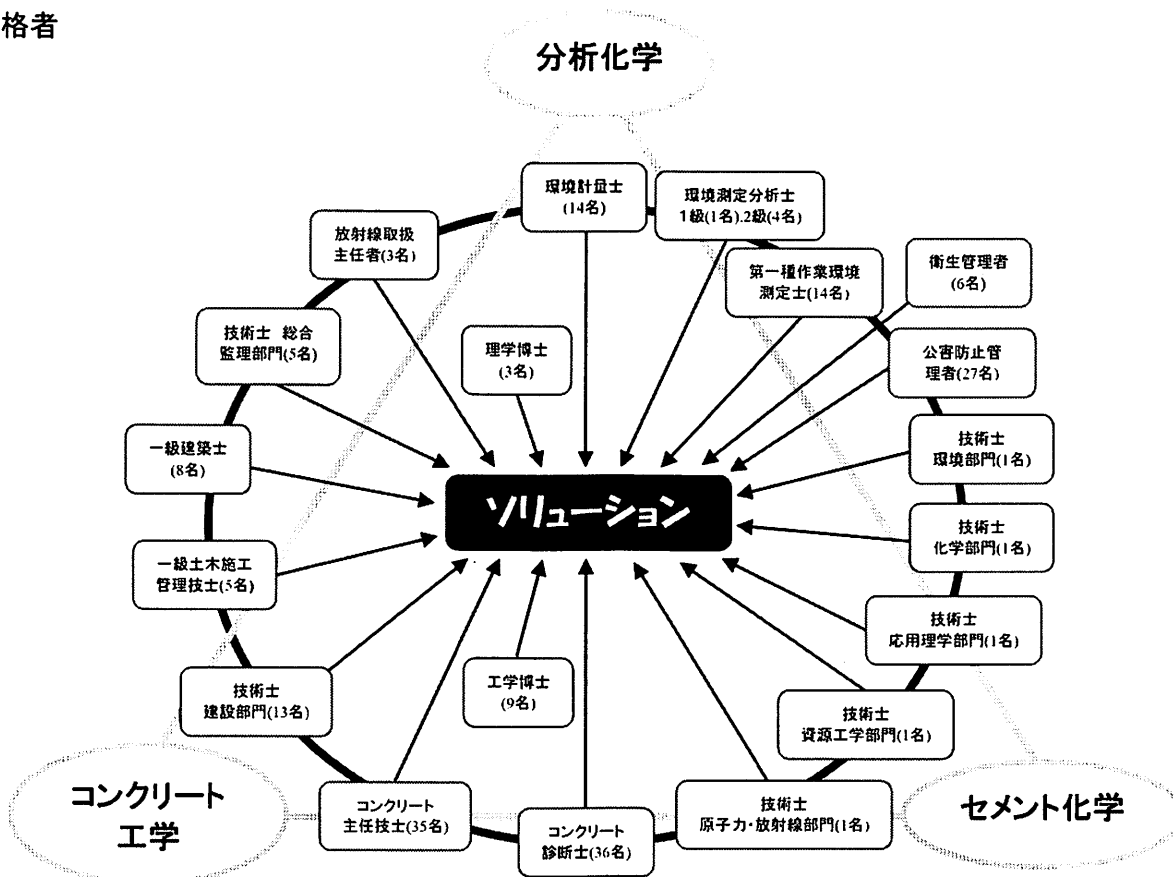 格者
分析化学
環境計量士
(14名)
環境測定分析士
1級(1名).2級(4名)
放射線取扱
主任者(3名)
第一種作業環境
測定士(14名)
衛生管理者
(6名)
技術士 総合
監理部門(5名)
理学博士
(3名)
公害防止管
理者(27名)
一級建築士
(8名)
技術士
環境部門(1名)
ソリューション
技術士
化学部門(1名)
一級土木施工
管理技士(5名)
技術士
応用理学部門(1名)
技術士
建設部門(13名)
工学博士
(9名)
技術士
資源工学部門(1名)
コンクリート
工学
コンクリート
主任技士(35名)
コンクリート
診断士(36名)
技術士
原子力・放射線部門(1名)
セメント化学